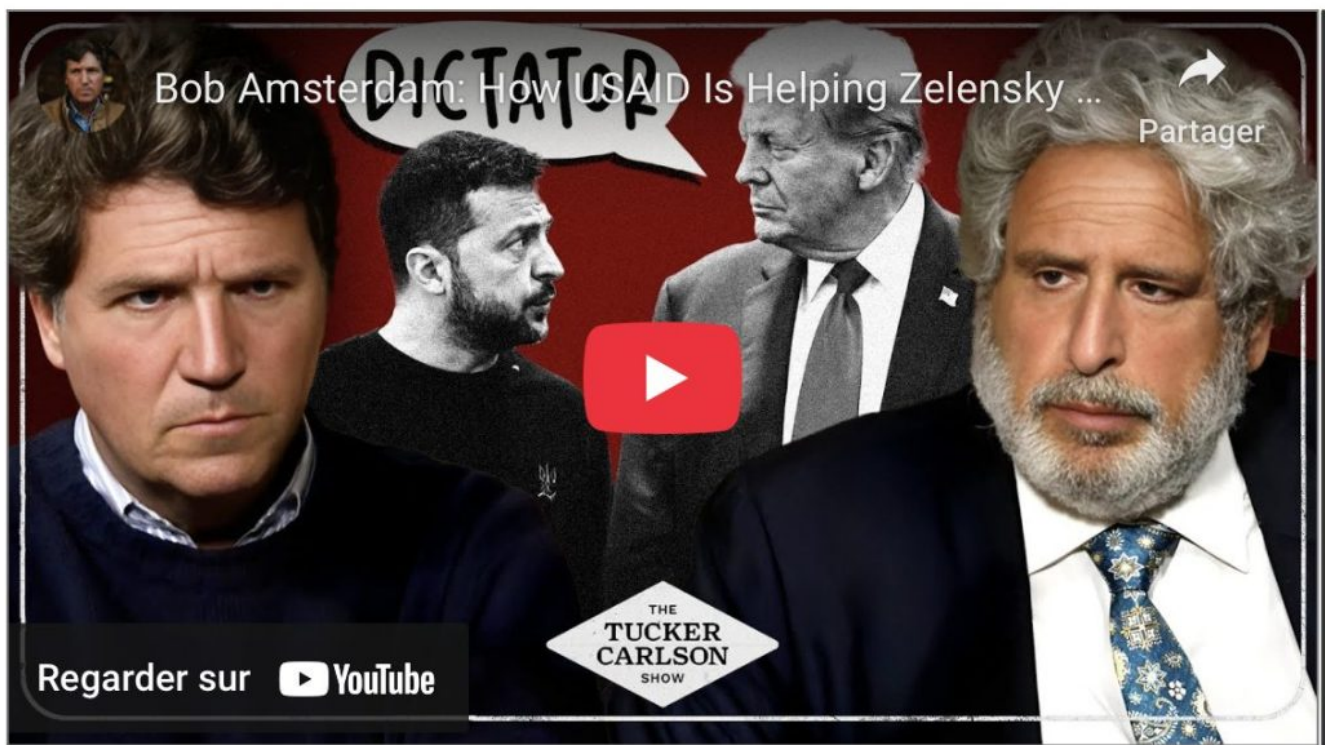 DICTATOR
Bob Amsterdam: How USAID Is Helping Zelensky ...
Partager
THE
TUCKER
CARLSON
SHOW
Regarder sur YouTube